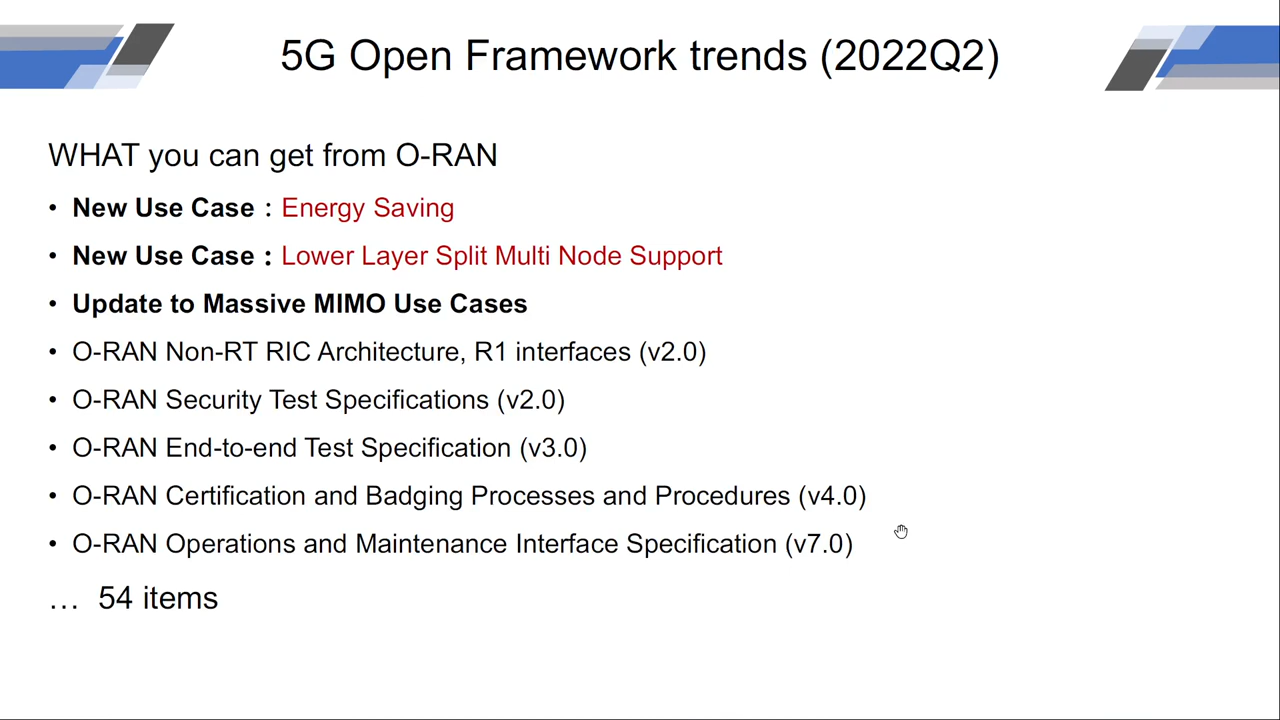 5G Open Framework trends (2022Q2)
WHAT you can get from O-RAN
• New Use Case：Energy Saving
• New Use Case：Lower Layer Split Multi Node Support
• Update to Massive MIMO Use Cases
• O-RAN Non-RT RIC Architecture, R1 interfaces (v2.0)
• O-RAN Security Test Specifications (v2.0)
• O-RAN End-to-end Test Specification (v3.0)
• O-RAN Certification and Badging Processes and Procedures (v4.0)
• O-RAN Operations and Maintenance Interface Specification (v7.0)
… 54 items